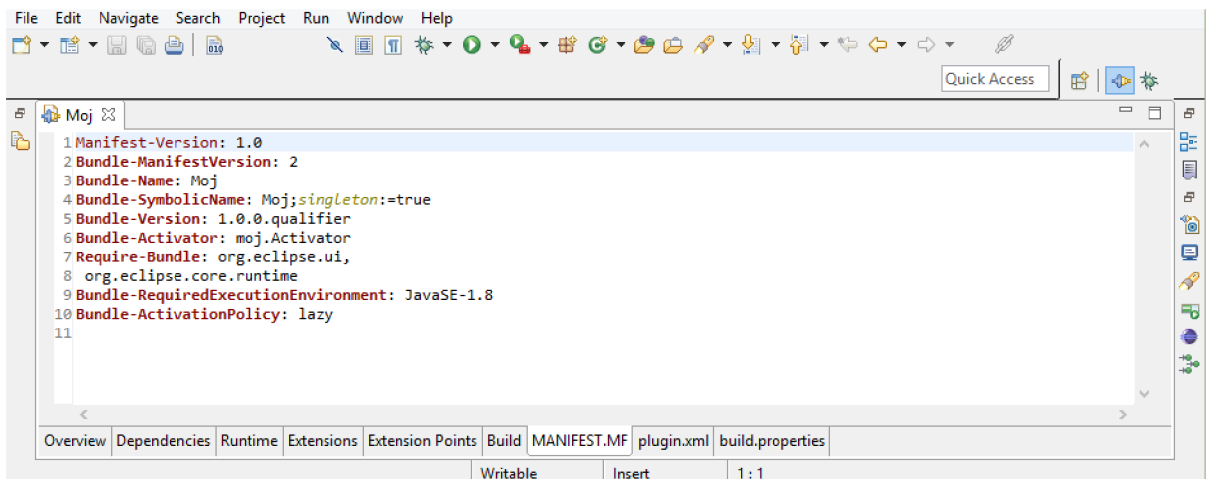 File Edit Navigate Search Project Run Window Help
010
Quick Access
Moj
1 Manifest-Version: 1.0
2 Bundle-ManifestVersion: 2
3 Bundle-Name: Moj
4 Bundle-SymbolicName: Moj;singleton:=true
5 Bundle-Version: 1.0.0.qualifier
6 Bundle-Activator: moj.Activator
7 Require-Bundle: org.eclipse.ui,
8  org.eclipse.core.runtime
9 Bundle-RequiredExecutionEnvironment: JavaSE-1.8
10 Bundle-ActivationPolicy: lazy
11
Overview Dependencies Runtime Extensions Extension Points Build MANIFEST.MF plugin.xml build.properties
Writable Insert 1 : 1